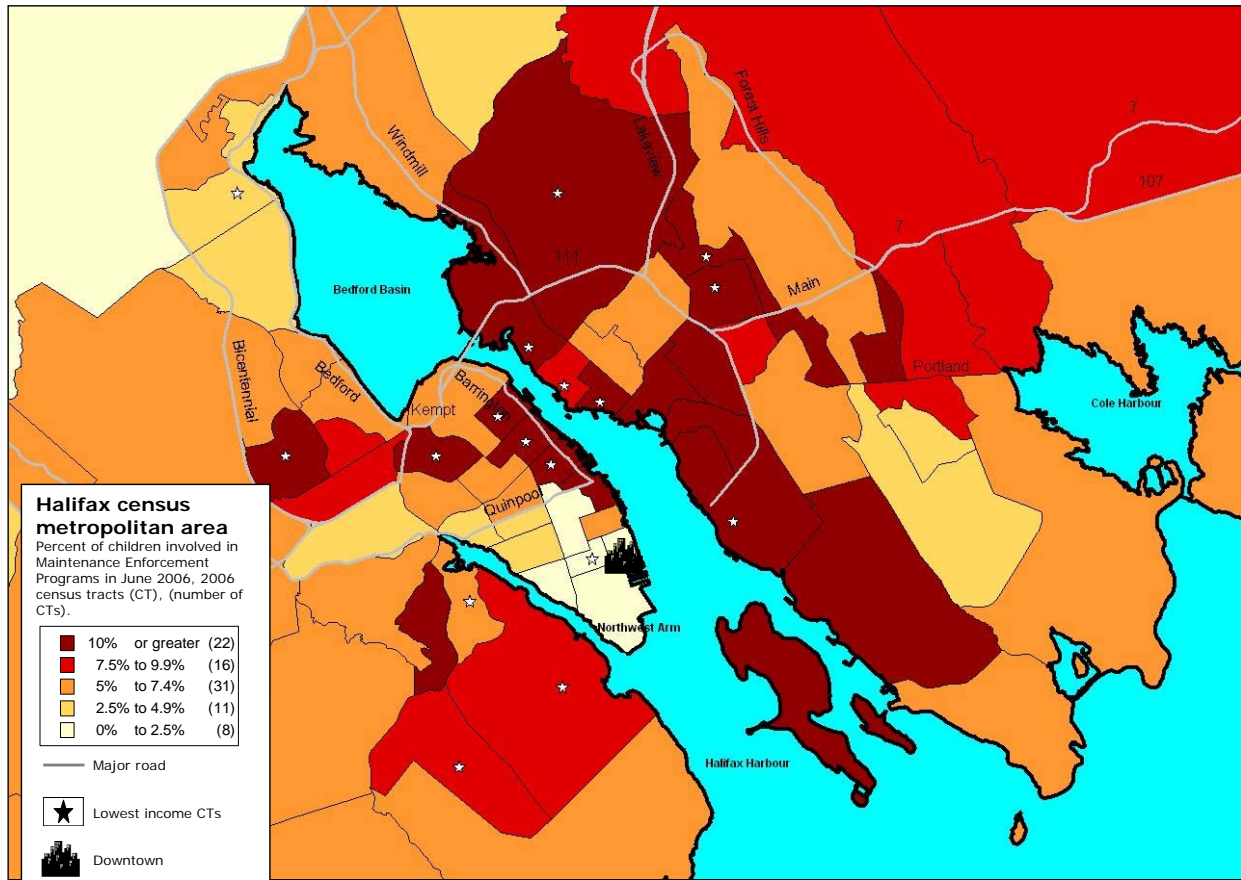 Forest Hills
Lakeview
Windmill
7
107
7
111
Main
Bedford Basin
Bicentennial
Bedford
Portland
Cole Harbour
Barrington
Kempt
Quinpool
Northwest Arm
Halifax Harbour
Halifax census
metropolitan area
Percent of children involved in
Maintenance Enforcement
Programs in June 2006, 2006
census tracts (CT), (number of
CTs).
10% or greater (22)
7.5% to 9.9% (16)
5% to 7.4% (31)
2.5% to 4.9% (11)
0% to 2.5% (8)
Major road
Lowest income CTs
Downtown